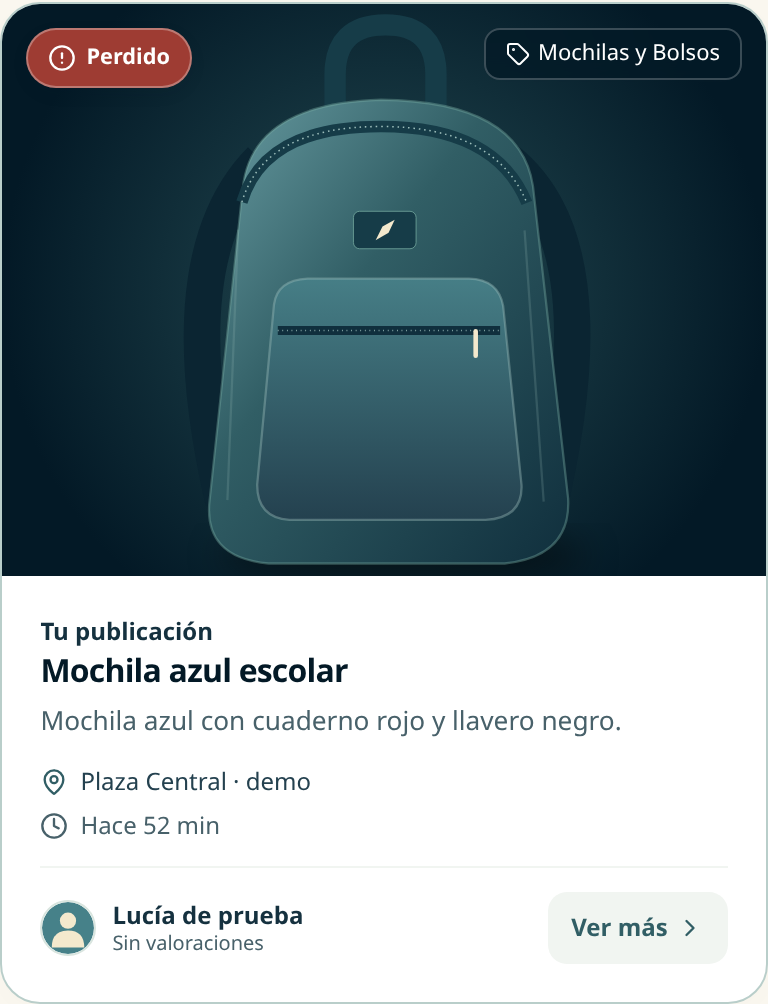 Perdido
Mochilas y Bolsos
Tu publicación
Mochila azul escolar
Mochila azul con cuaderno rojo y llavero negro.
Plaza Central · demo
Hace 52 min
Lucía de prueba
Sin valoraciones
Ver más